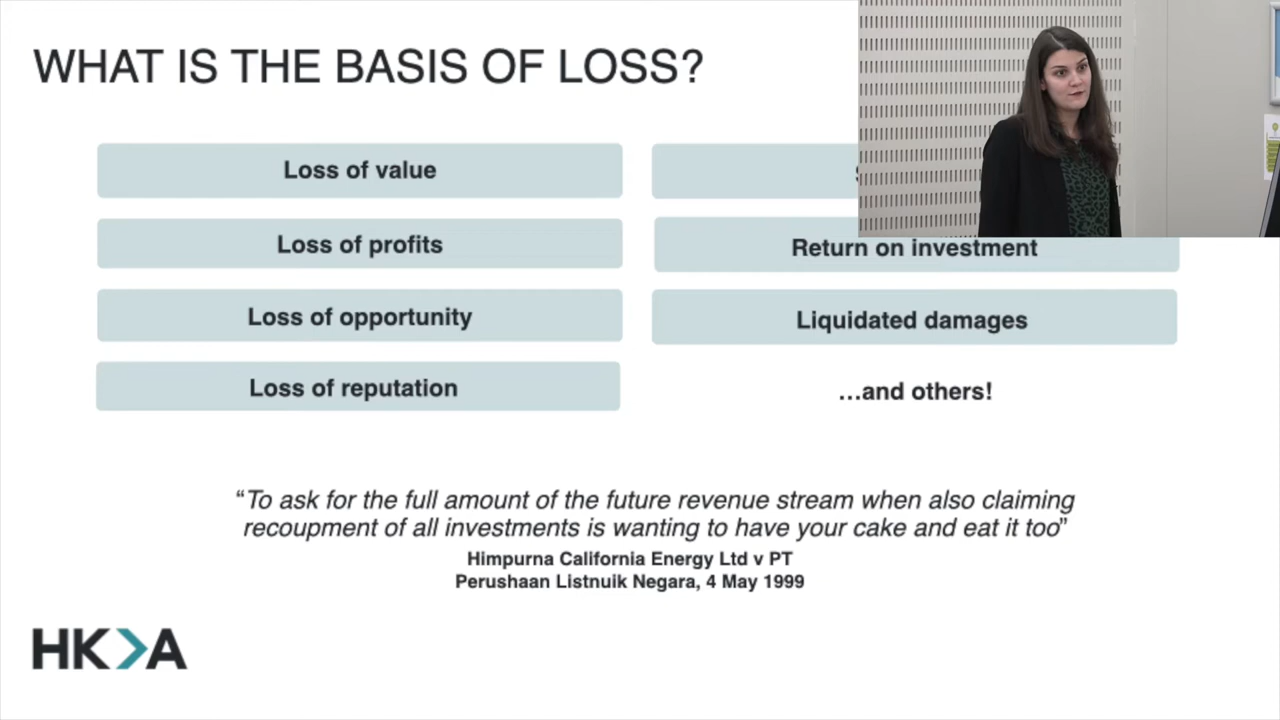 WHAT IS THE BASIS OF LOSS?
Loss of value
Loss of profits
Return on investment
Loss of opportunity
Liquidated damages
Loss of reputation
…and others!
“To ask for the full amount of the future revenue stream when also claiming
recoupment of all investments is wanting to have your cake and eat it too”
Himpurna California Energy Ltd v PT
Perushaan Listnuik Negara, 4 May 1999
HKA